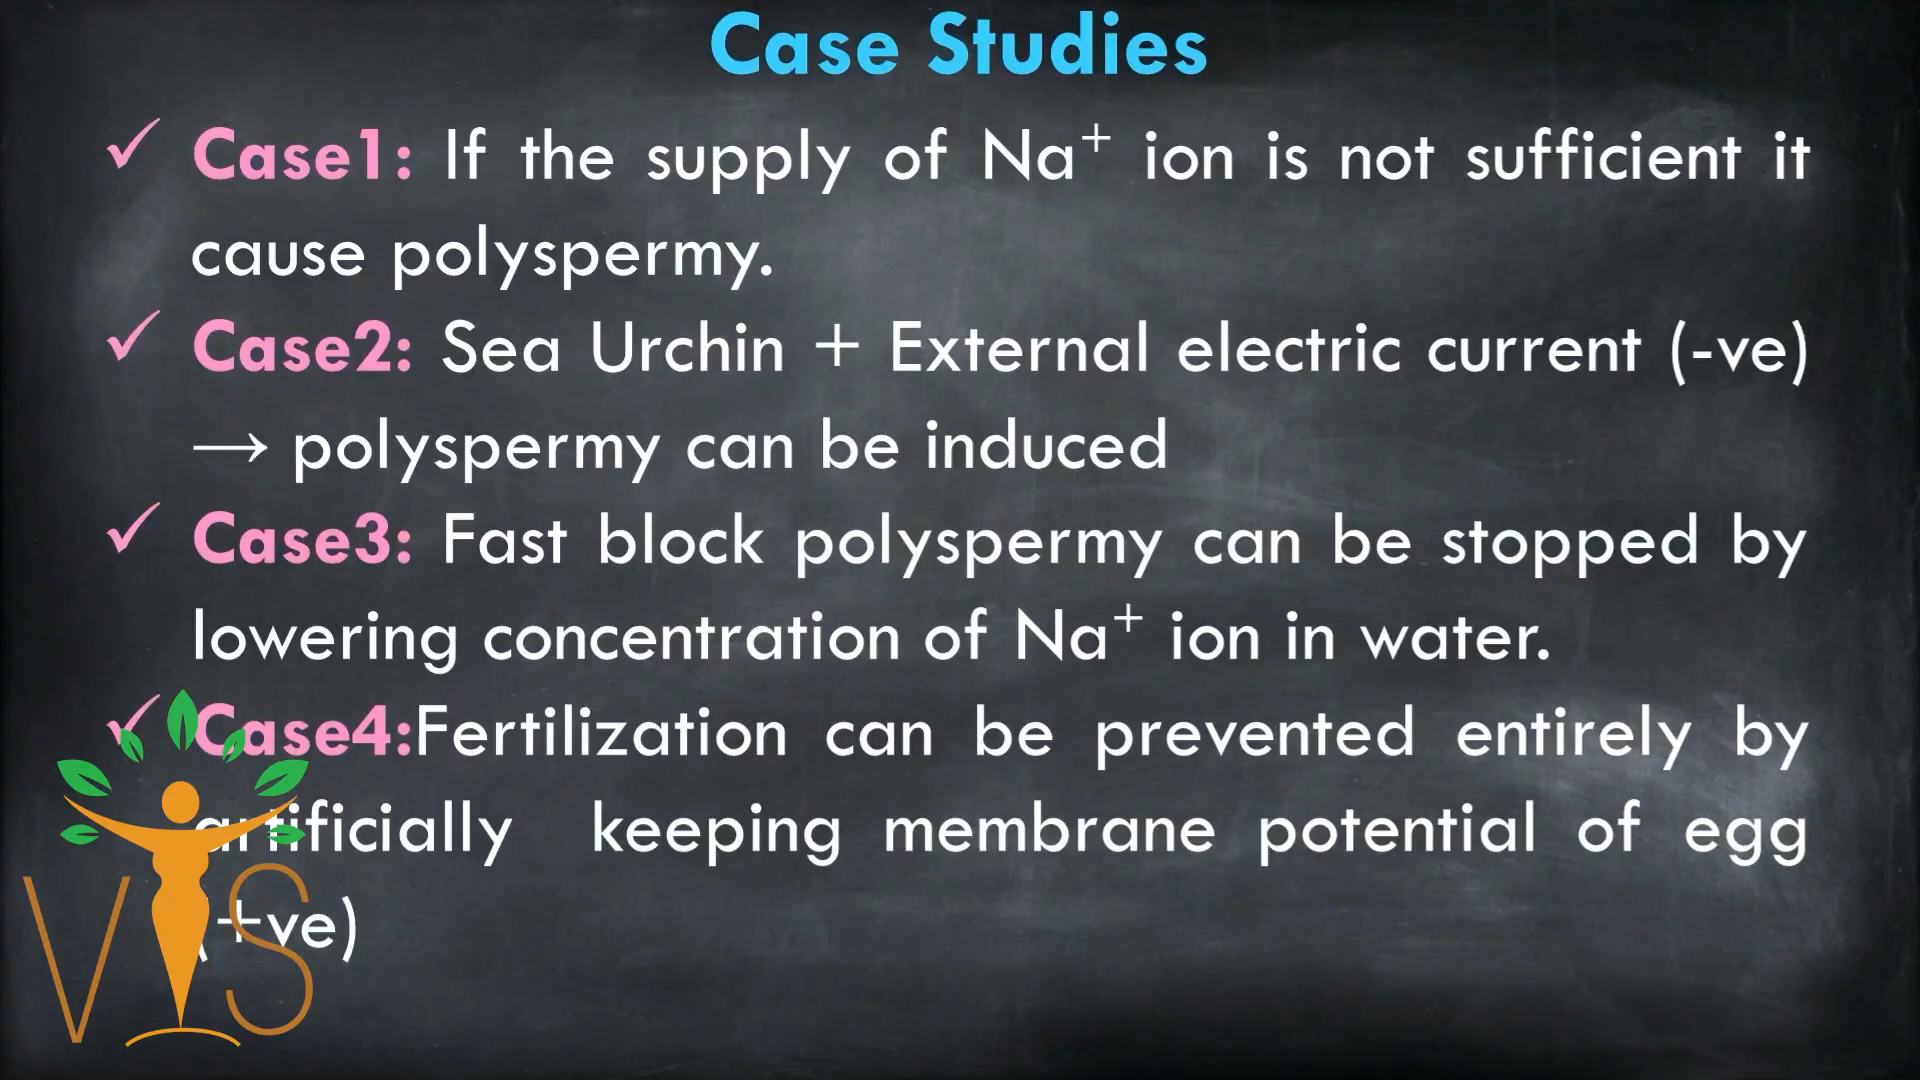 Case Studies
✓ Case1: If the supply of Na⁺ ion is not sufficient it
cause polyspermy.
✓ Case2: Sea Urchin + External electric current (-ve)
→ polyspermy can be induced
✓ Case3: Fast block polyspermy can be stopped by
lowering concentration of Na⁺ ion in water.
✓ Case4:Fertilization can be prevented entirely by
artificially keeping membrane potential of egg
(+ve)
VIS